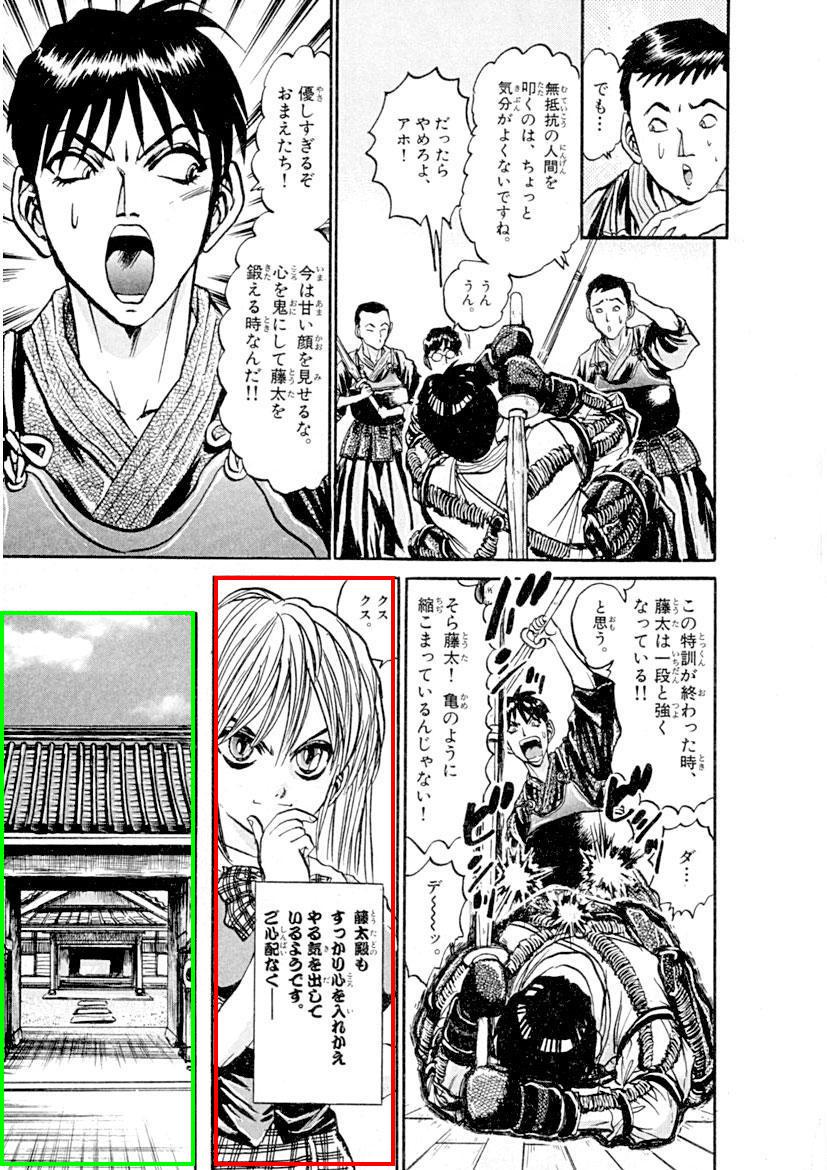 でも…
無抵抗の人間を
叩くのは、ちょっと
気分がよくないですね。
うん
うん。
だったら
やめろよ、
アホ！
優しすぎるぞ
おまえたち！
今は甘い顔を見せるな。
心を鬼にして藤太を
鍛える時なんだ！！
この特訓が終わった時、
藤太は一段と強く
なっている！！
と思う。
そら藤太！亀のように
縮こまっているんじゃない！
ビビ
ビビ
ダ…
デ〜〜〜ッ。
クス
クス。
藤太殿も
すっかり心を入れかえ
やる気を出して
いるようです。
ご心配なく──